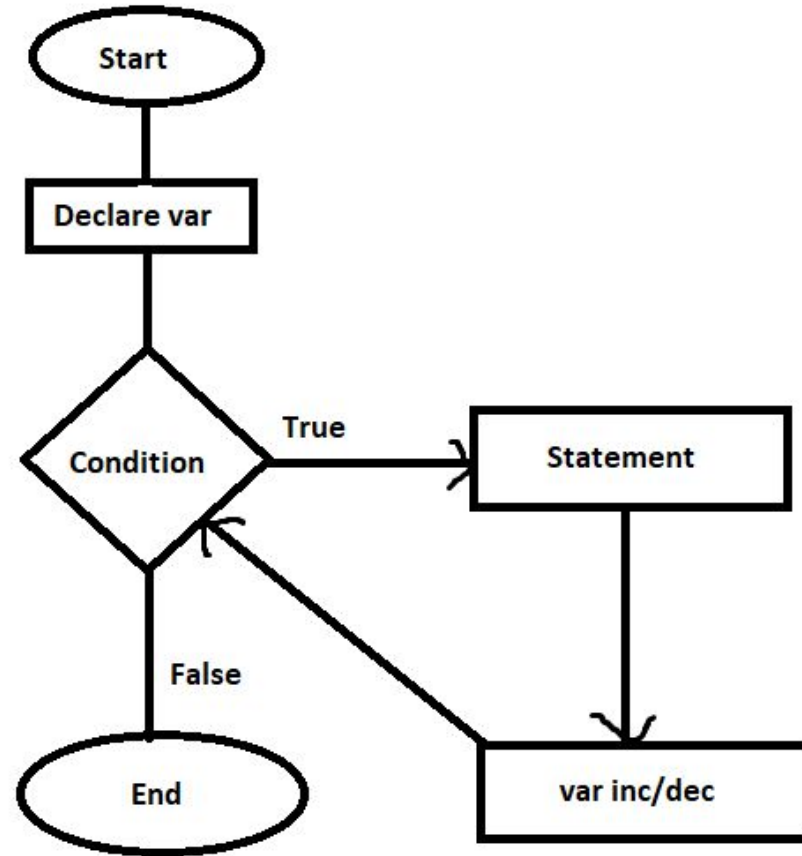 Start
Declare var
Condition
True
Statement
False
var inc/dec
End